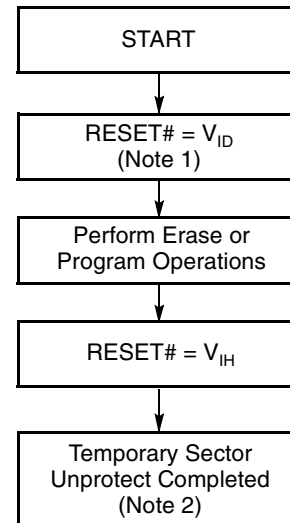 START
RESET# = V_ID
(Note 1)
Perform Erase or
Program Operations
RESET# = V_IH
Temporary Sector
Unprotect Completed
(Note 2)